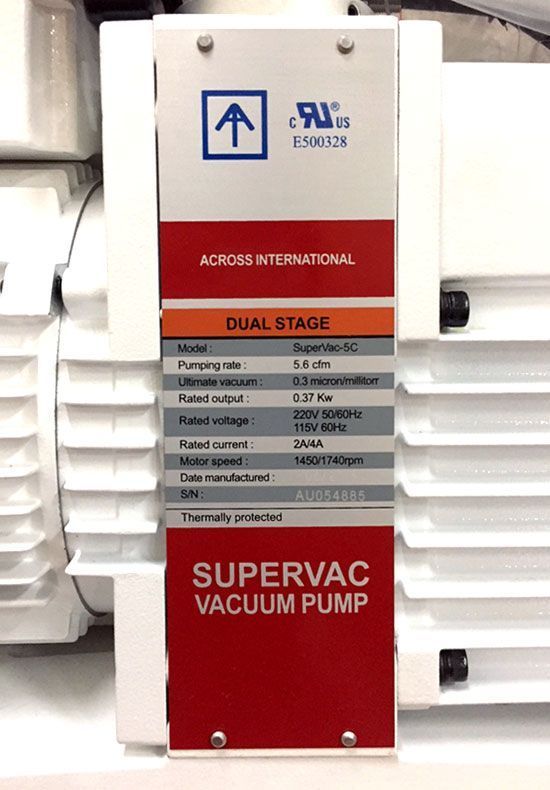 c RU® US
E500328
ACROSS INTERNATIONAL
DUAL STAGE
Model : SuperVac-5C
Pumping rate : 5.6 cfm
Ultimate vacuum : 0.3 micron/millitorr
Rated output : 0.37 Kw
Rated voltage : 220V 50/60Hz
115V 60Hz
Rated current : 2A/4A
Motor speed : 1450/1740rpm
Date manufactured :
S/N : AU054885
Thermally protected
SUPERVAC
VACUUM PUMP